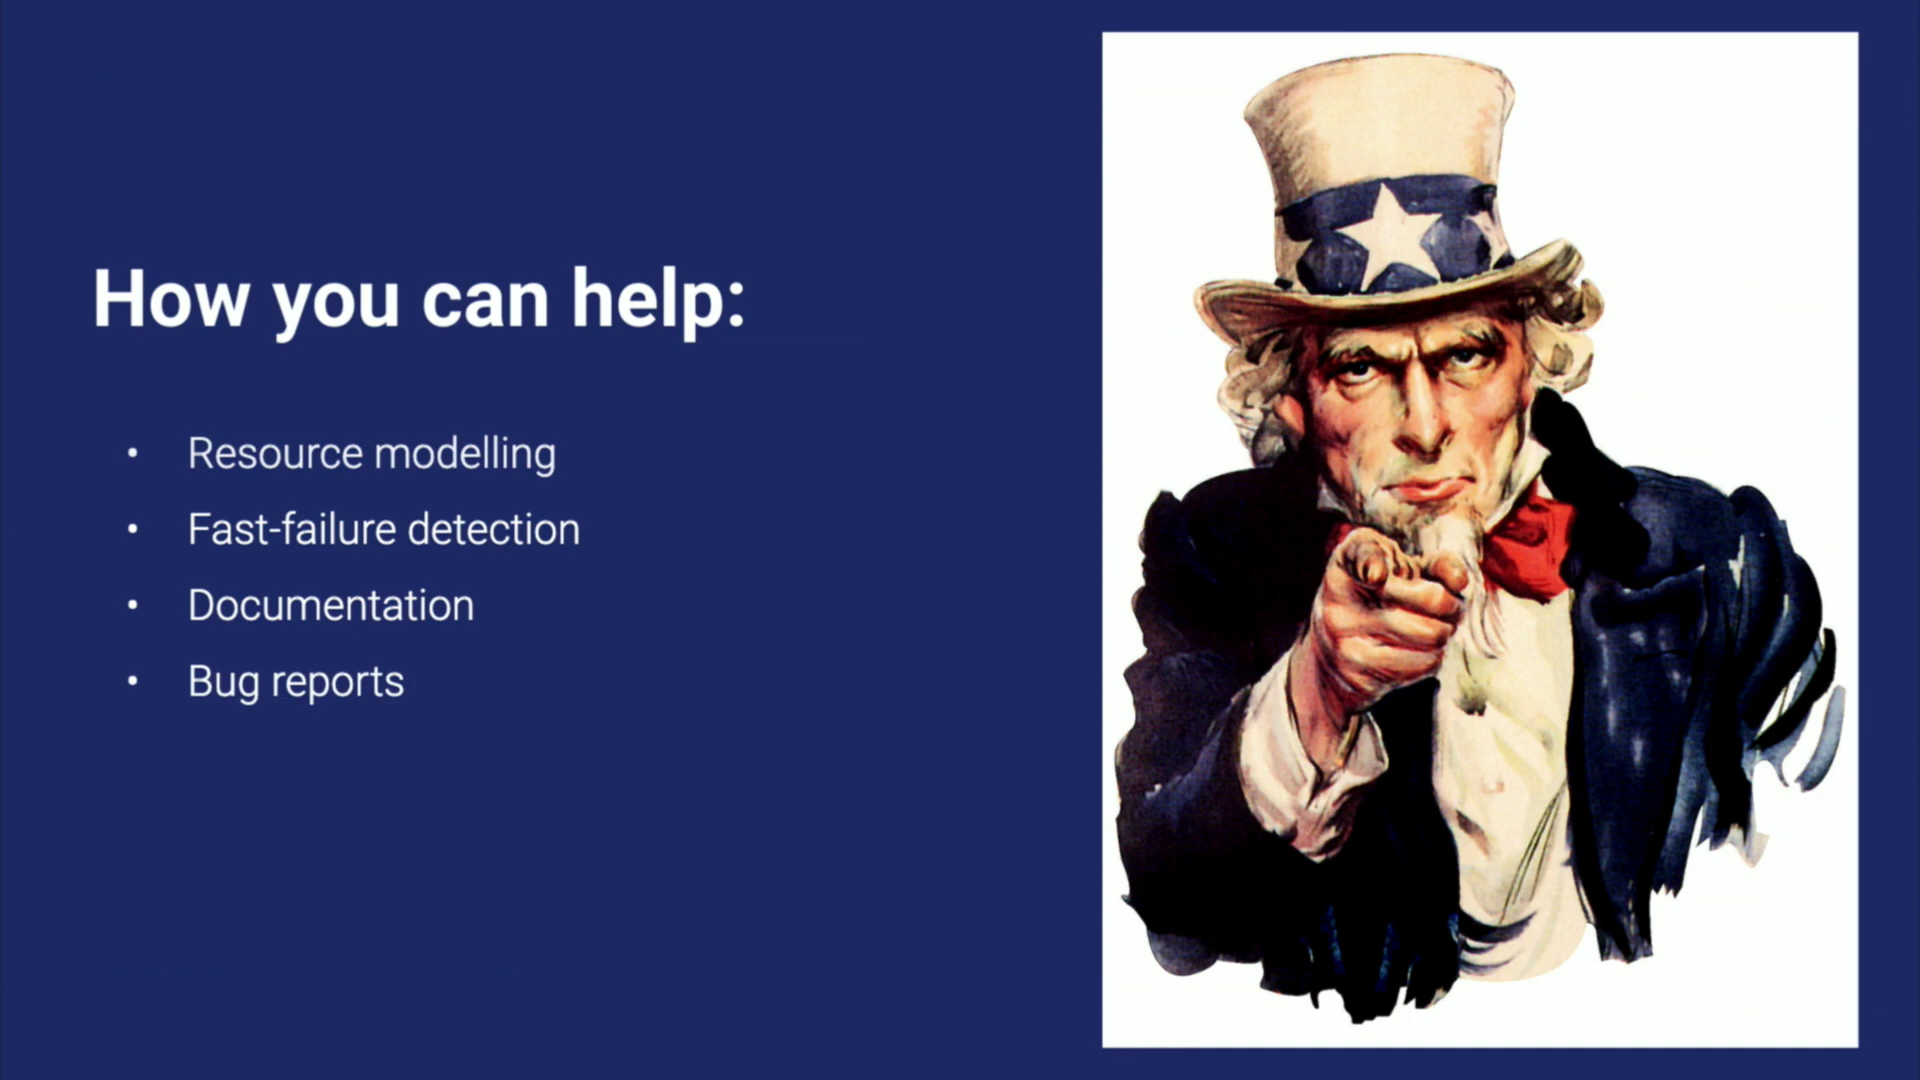 How you can help:
• Resource modelling
• Fast-failure detection
• Documentation
• Bug reports